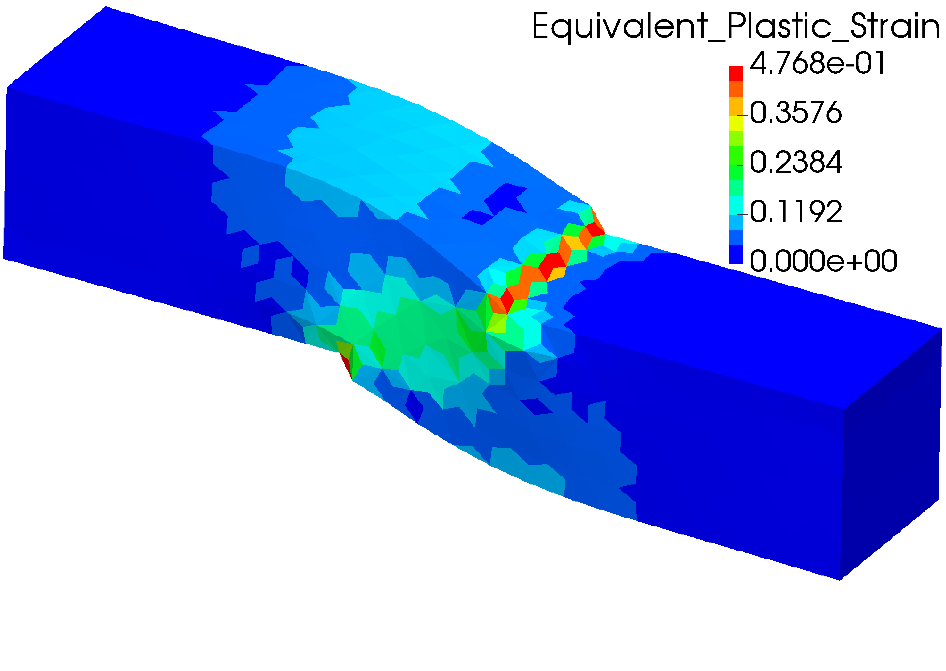 Equivalent_Plastic_Strain
4.768e-01
0.3576
0.2384
0.1192
0.000e+00